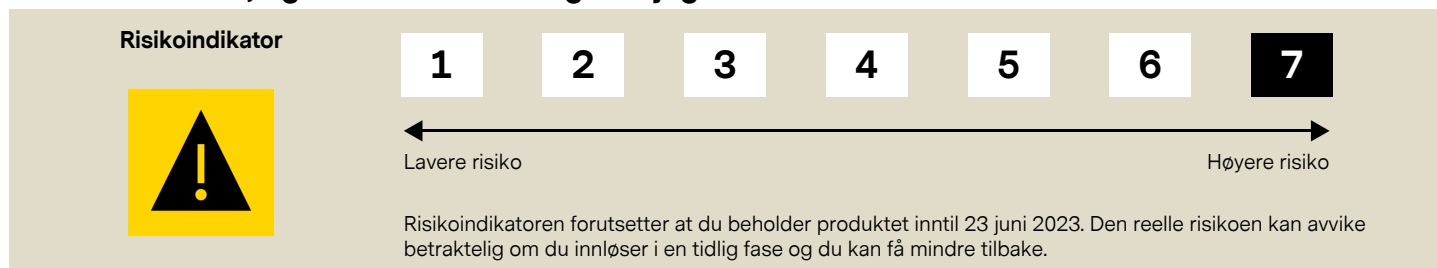 Risikoindikator
1 2 3 4 5 6 7
Lavere risiko Høyere risiko
Risikoindikatoren forutsetter at du beholder produktet inntil 23 juni 2023. Den reelle risikoen kan avvike
betraktelig om du innløser i en tidlig fase og du kan få mindre tilbake.